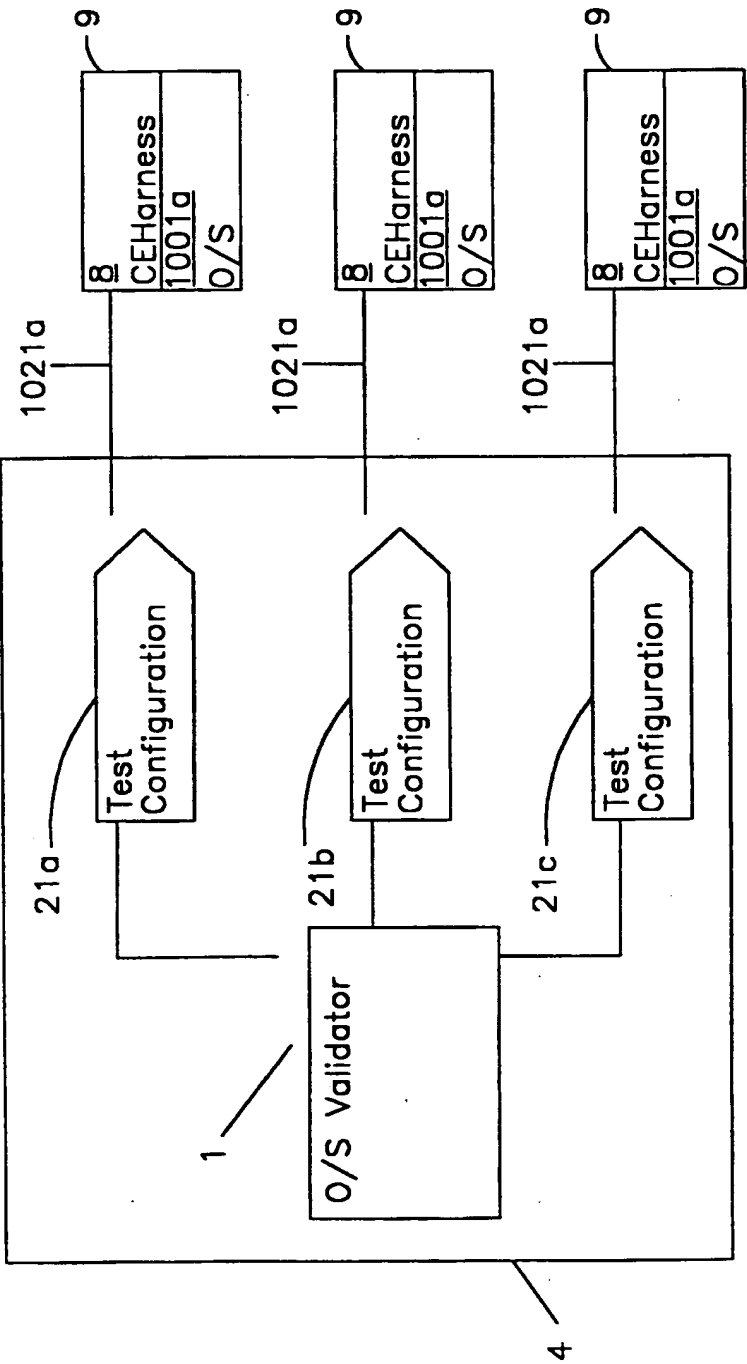 4
1
O/S Validator
21a
Test
Configuration
1021a
8
CEHarness
1001a
O/S
9
21b
Test
Configuration
1021a
8
CEHarness
1001a
O/S
9
21c
Test
Configuration
1021a
8
CEHarness
1001a
O/S
9